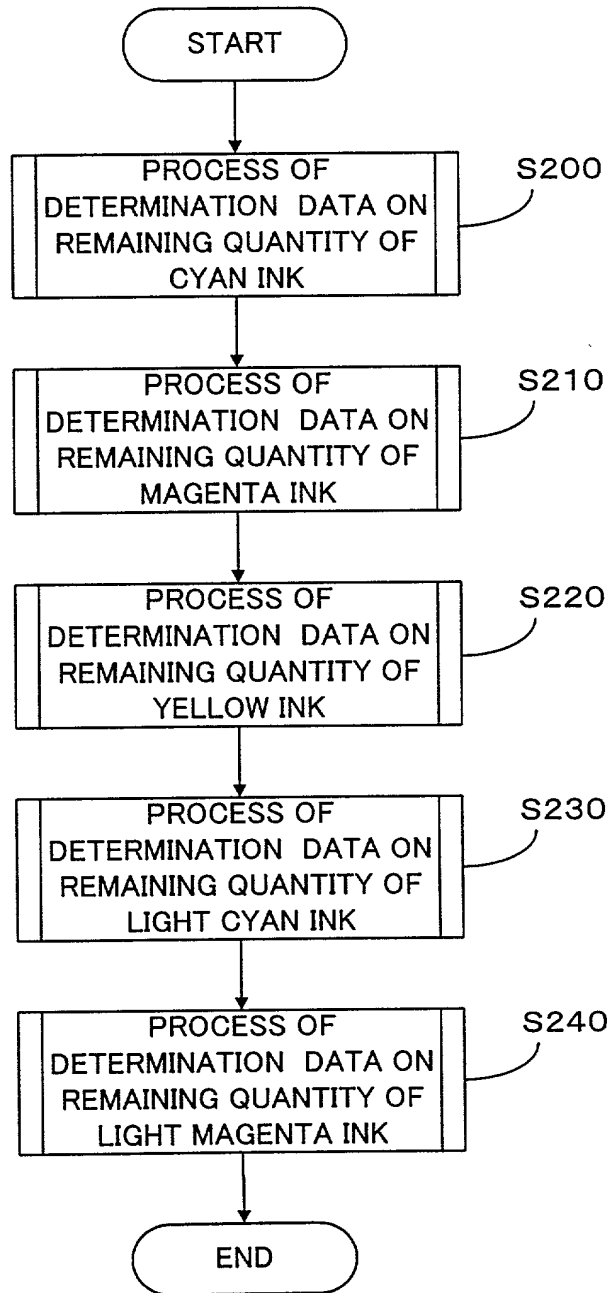 START
PROCESS OF
DETERMINATION DATA ON
REMAINING QUANTITY OF
CYAN INK
S200
PROCESS OF
DETERMINATION DATA ON
REMAINING QUANTITY OF
MAGENTA INK
S210
PROCESS OF
DETERMINATION DATA ON
REMAINING QUANTITY OF
YELLOW INK
S220
PROCESS OF
DETERMINATION DATA ON
REMAINING QUANTITY OF
LIGHT CYAN INK
S230
PROCESS OF
DETERMINATION DATA ON
REMAINING QUANTITY OF
LIGHT MAGENTA INK
S240
END